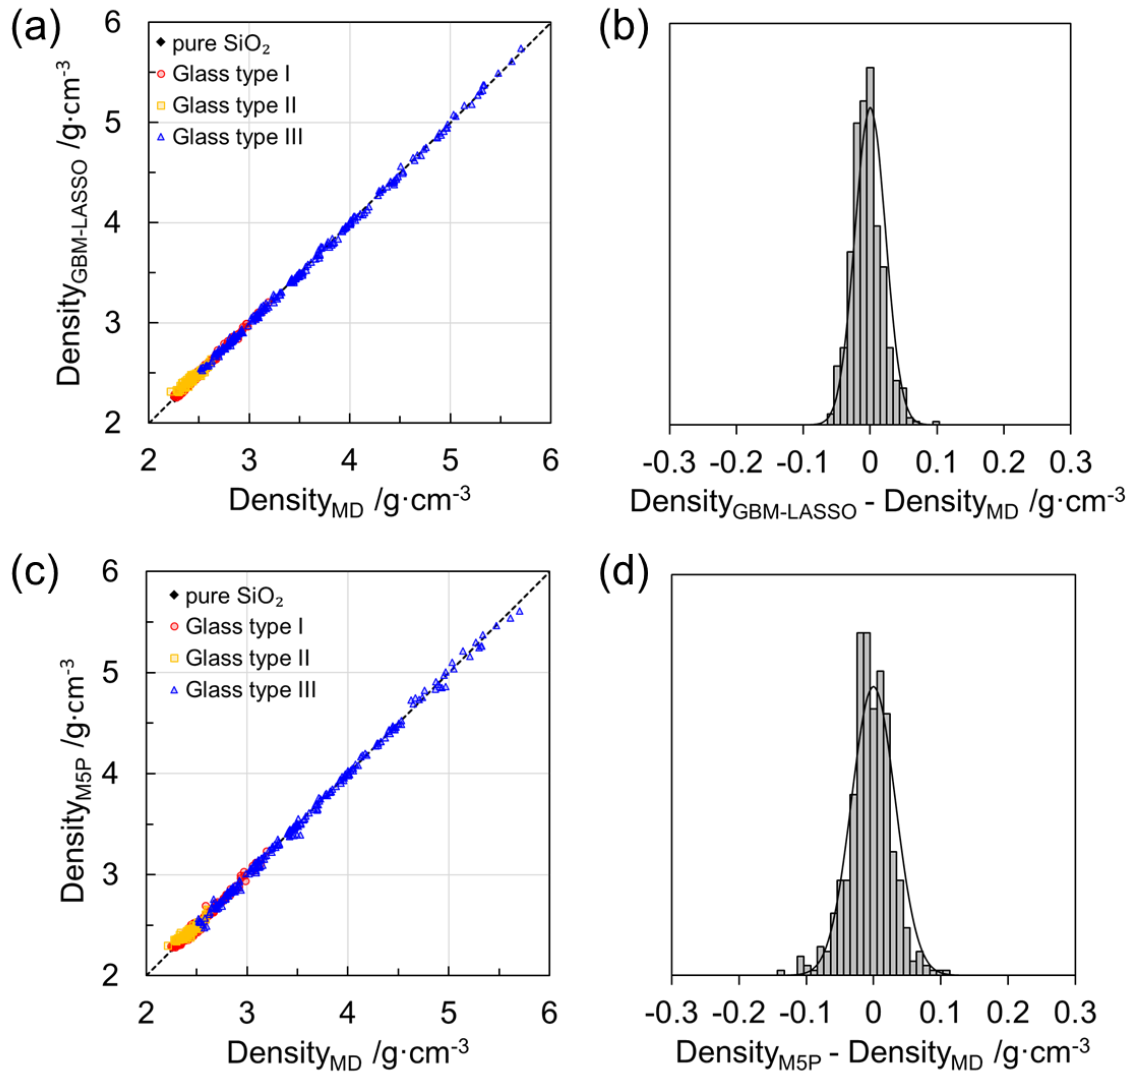 (a)
6
5
4
3
2
Density_GBM-LASSO /g·cm⁻³
◆ pure SiO₂
Glass type I
Glass type II
Glass type III
2 3 4 5 6
Density_MD /g·cm⁻³
(b)
-0.3 -0.2 -0.1 0 0.1 0.2 0.3
Density_GBM-LASSO - Density_MD /g·cm⁻³
(c)
6
5
4
3
2
Density_M5P /g·cm⁻³
◆ pure SiO₂
Glass type I
Glass type II
Glass type III
2 3 4 5 6
Density_MD /g·cm⁻³
(d)
-0.3 -0.2 -0.1 0 0.1 0.2 0.3
Density_M5P - Density_MD /g·cm⁻³